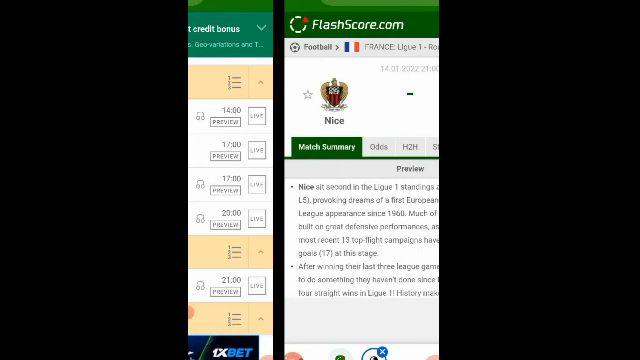 t credit bonus
s. Geo-variations and T...
14:00
PREVIEW
LIVE
17:00
PREVIEW
LIVE
17:00
PREVIEW
LIVE
20:00
PREVIEW
LIVE
21:00
PREVIEW
LIVE
1XBET
FlashScore.com
Football > FRANCE: Ligue 1 - Rou
14.01.2022 21:00
-
Nice
Match Summary Odds H2H St
Preview
• Nice sit second in the Ligue 1 standings a
L5), provoking dreams of a first European
League appearance since 1960. Much of
built on great defensive performances, as
most recent 13 top-flight campaigns have
goals (17) at this stage.
• After winning their last three league game
to do something they haven't done since
four straight wins in Ligue 1! History make